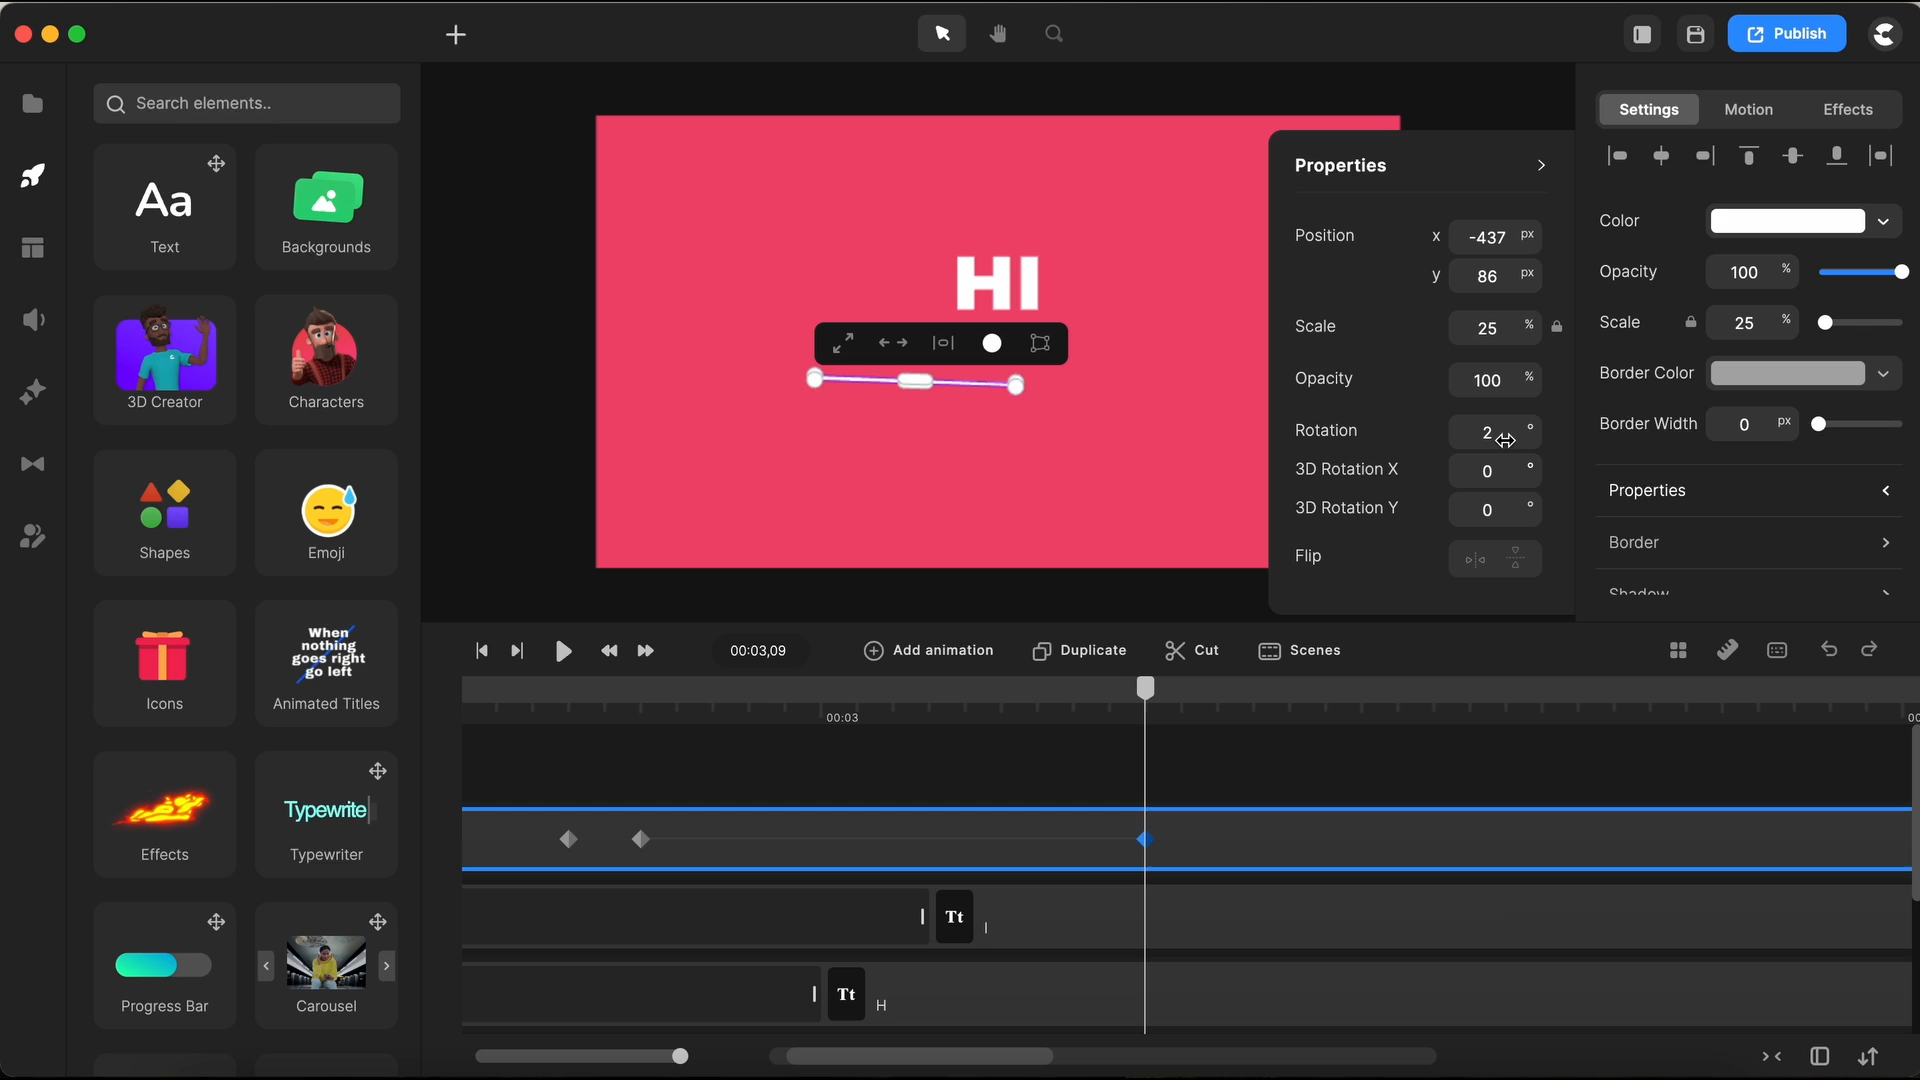 Publish
Search elements..
Text
Aa
Backgrounds
3D Creator
Characters
Shapes
Emoji
Icons
When
nothing
goes right
go left
Animated Titles
Effects
Typewrite
Typewriter
Progress Bar
Carousel
HI
Properties
Position
x
-437 px
y
86 px
Scale
25 %
Opacity
100 %
Rotation
2 °
3D Rotation X
0 °
3D Rotation Y
0 °
Flip
Settings
Motion
Effects
Color
Opacity
100 %
Scale
25 %
Border Color
Border Width
0 px
Properties
Border
Shadow
00:03,09
Add animation
Duplicate
Cut
Scenes
00:03
00
Tt
I
Tt
H